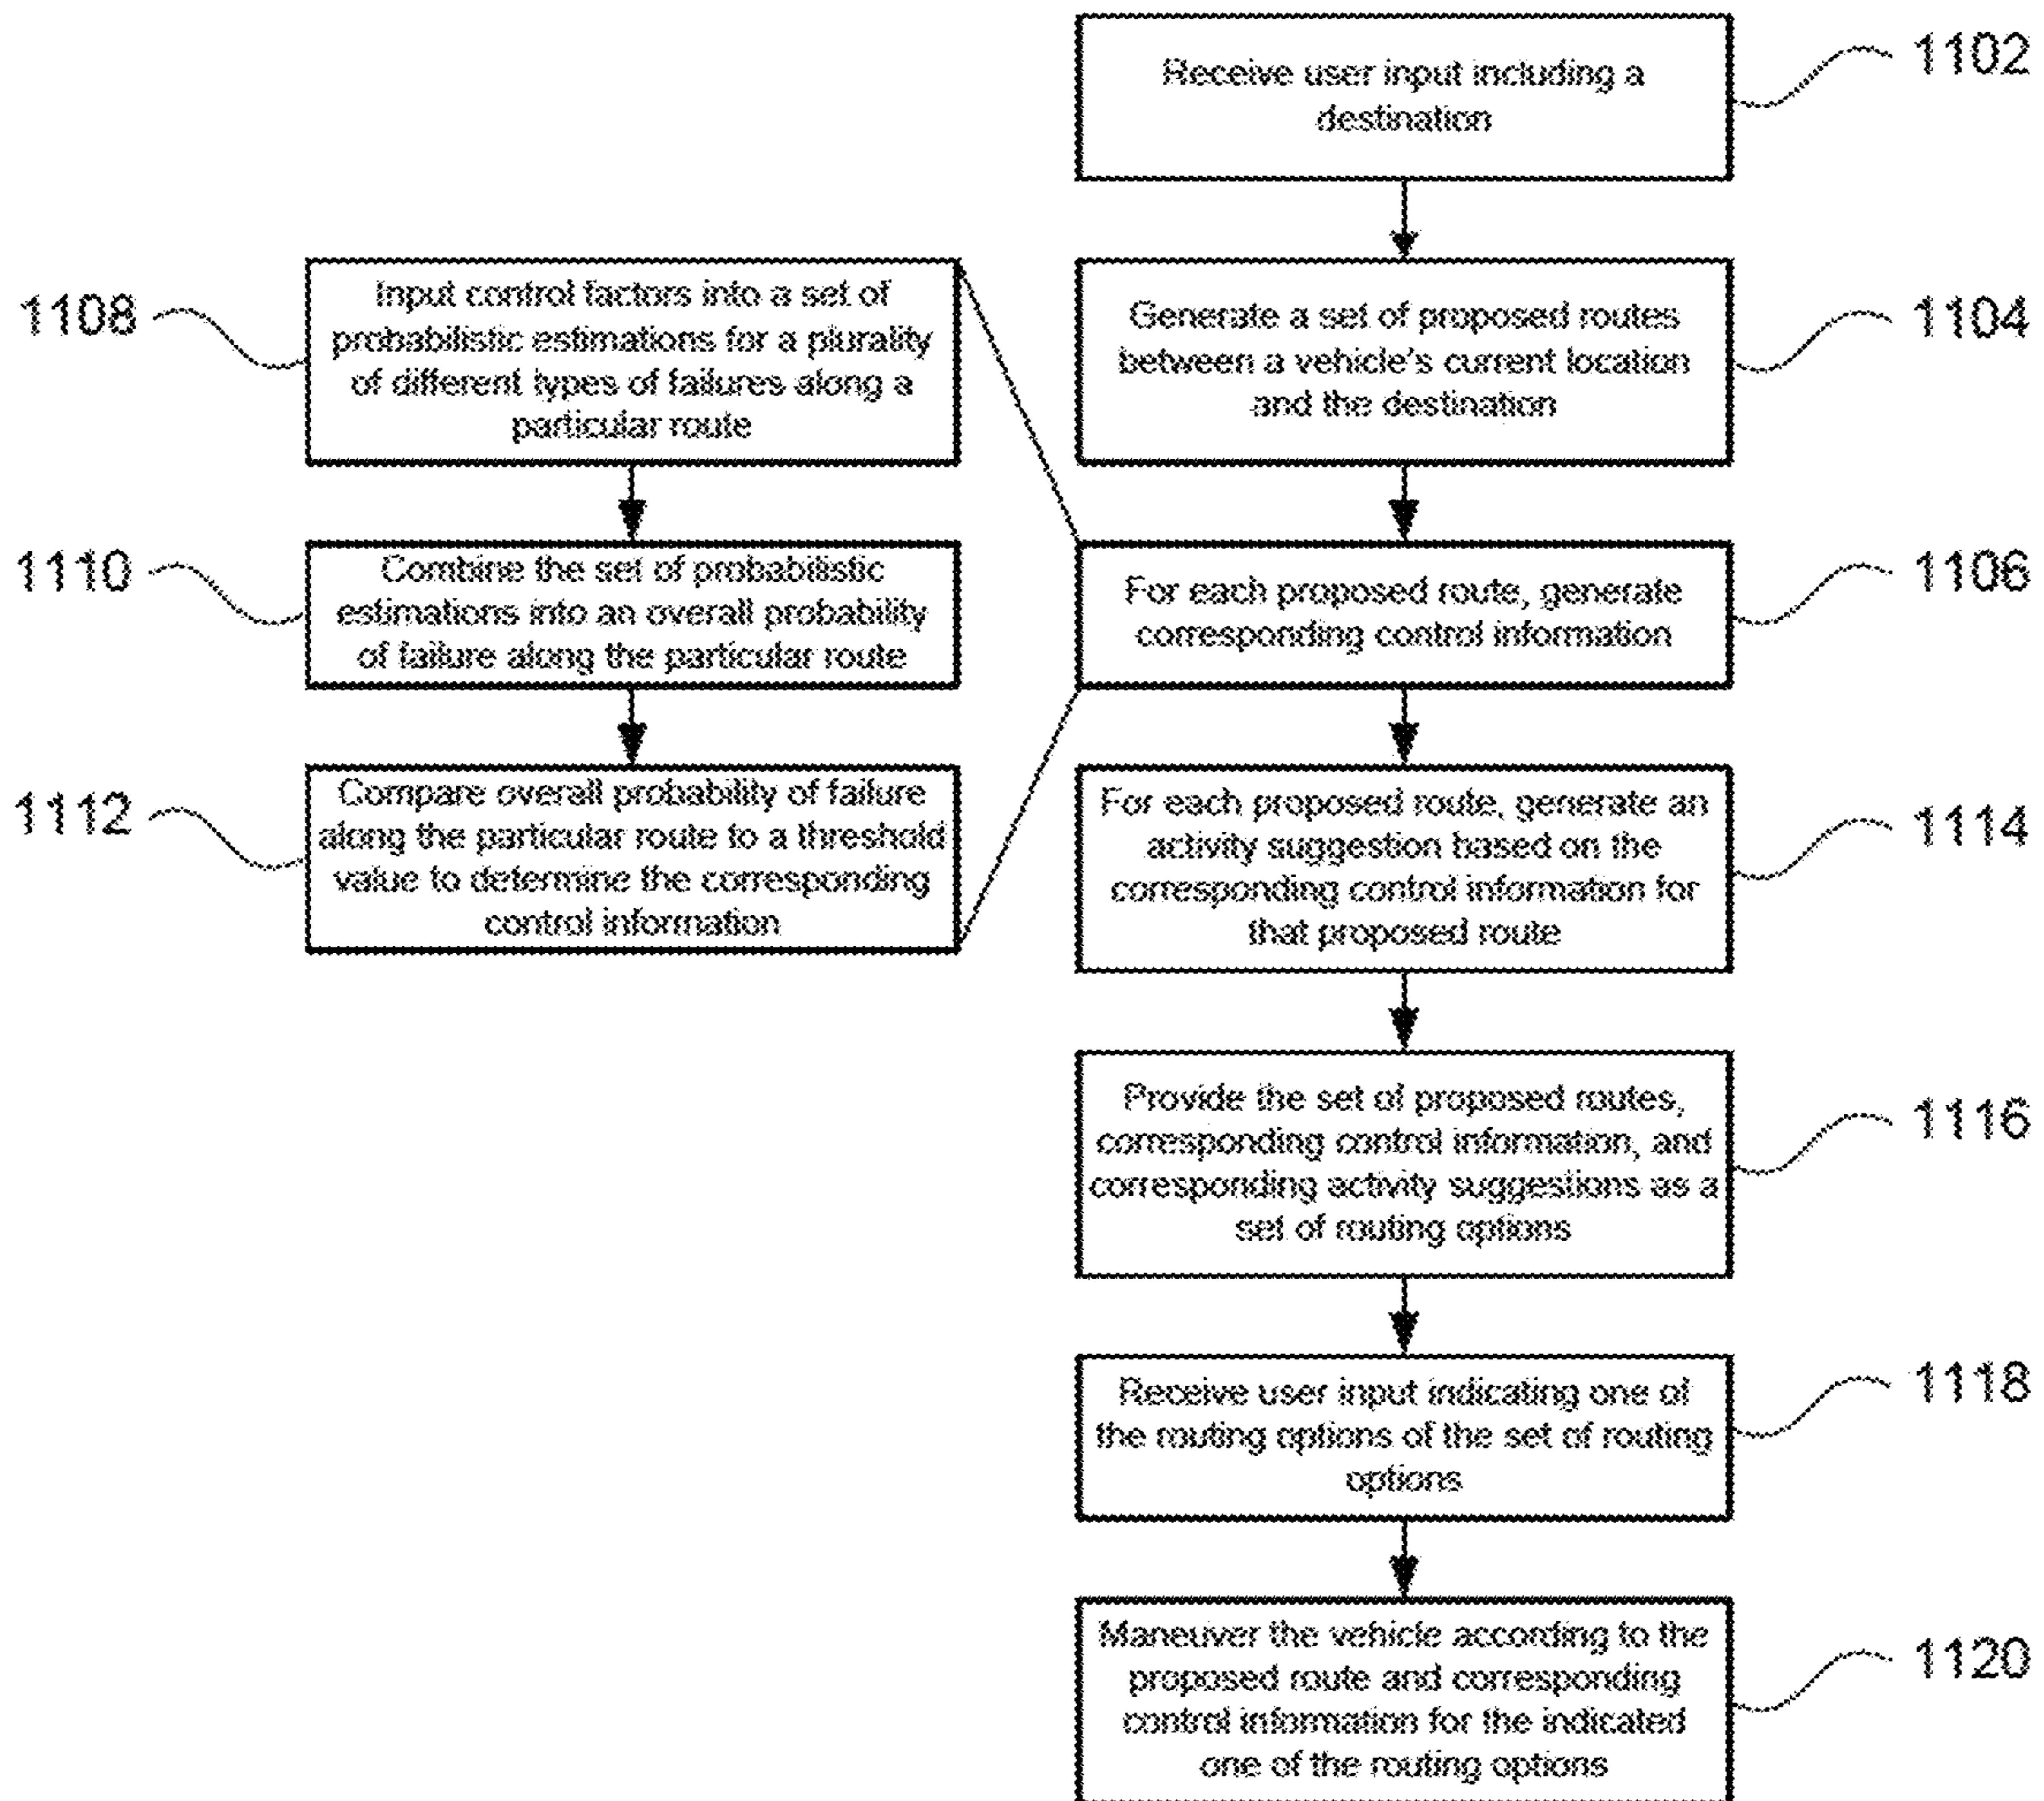 Receive user input including a
destination
1102
Generate a set of proposed routes
between a vehicle's current location
and the destination
1104
1108
Input control factors into a set of
probabilistic estimations for a plurality
of different types of failures along a
particular route
1110
Combine the set of probabilistic
estimations into an overall probability
of failure along the particular route
1112
Compare overall probability of failure
along the particular route to a threshold
value to determine the corresponding
control information
For each proposed route, generate
corresponding control information
1106
For each proposed route, generate an
activity suggestion based on the
corresponding control information for
that proposed route
1114
Provide the set of proposed routes,
corresponding control information, and
corresponding activity suggestions as a
set of routing options
1116
Receive user input indicating one of
the routing options of the set of routing
options
1118
Maneuver the vehicle according to the
proposed route and corresponding
control information for the indicated
one of the routing options
1120